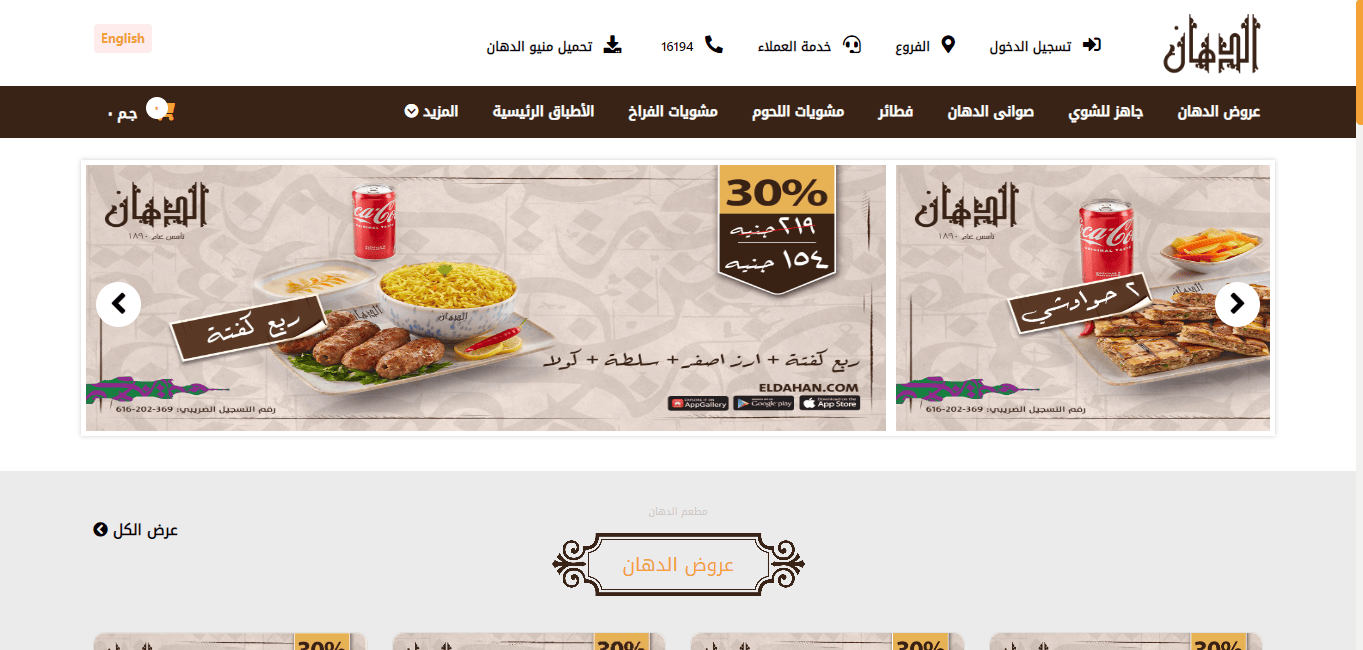 الدهان
تسجيل الدخول
الفروع
خدمة العملاء
16194
تحميل منيو الدهان
English
عروض الدهان
جاهز للشوي
صوانى الدهان
فطائر
مشويات اللحوم
مشويات الفراخ
الأطباق الرئيسية
المزيد
٠ ج.م
الدهان
تأسس عام ١٨٩٠
Coca-Cola
٢ حواوشي
رقم التسجيل الضريبي: 369-202-616
الدهان
تأسس عام ١٨٩٠
Coca-Cola
30%
٢١٩ جنيه
١٥٤ جنيه
ربع كفتة
ربع كفتة + ارز اصفر + سلطة + كولا
ELDAHAN.COM
AppGallery
Google play
App Store
رقم التسجيل الضريبي: 369-202-616
مطعم الدهان
عروض الدهان
عرض الكل
30%
30%
30%
30%